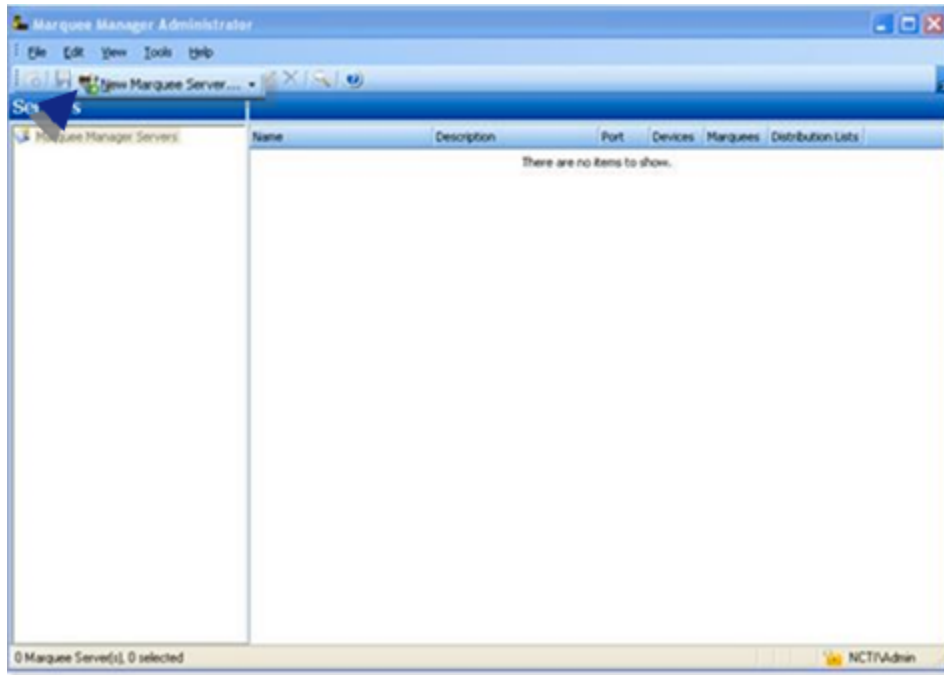 Marquee Manager Administrator
File Edit View Tools Help
New Marquee Server...
Marquee Manager Servers
Name Description Port Devices Marquees Distribution Lists
There are no items to show.
0 Marquee Server(s), 0 selected
NCTI\Admin